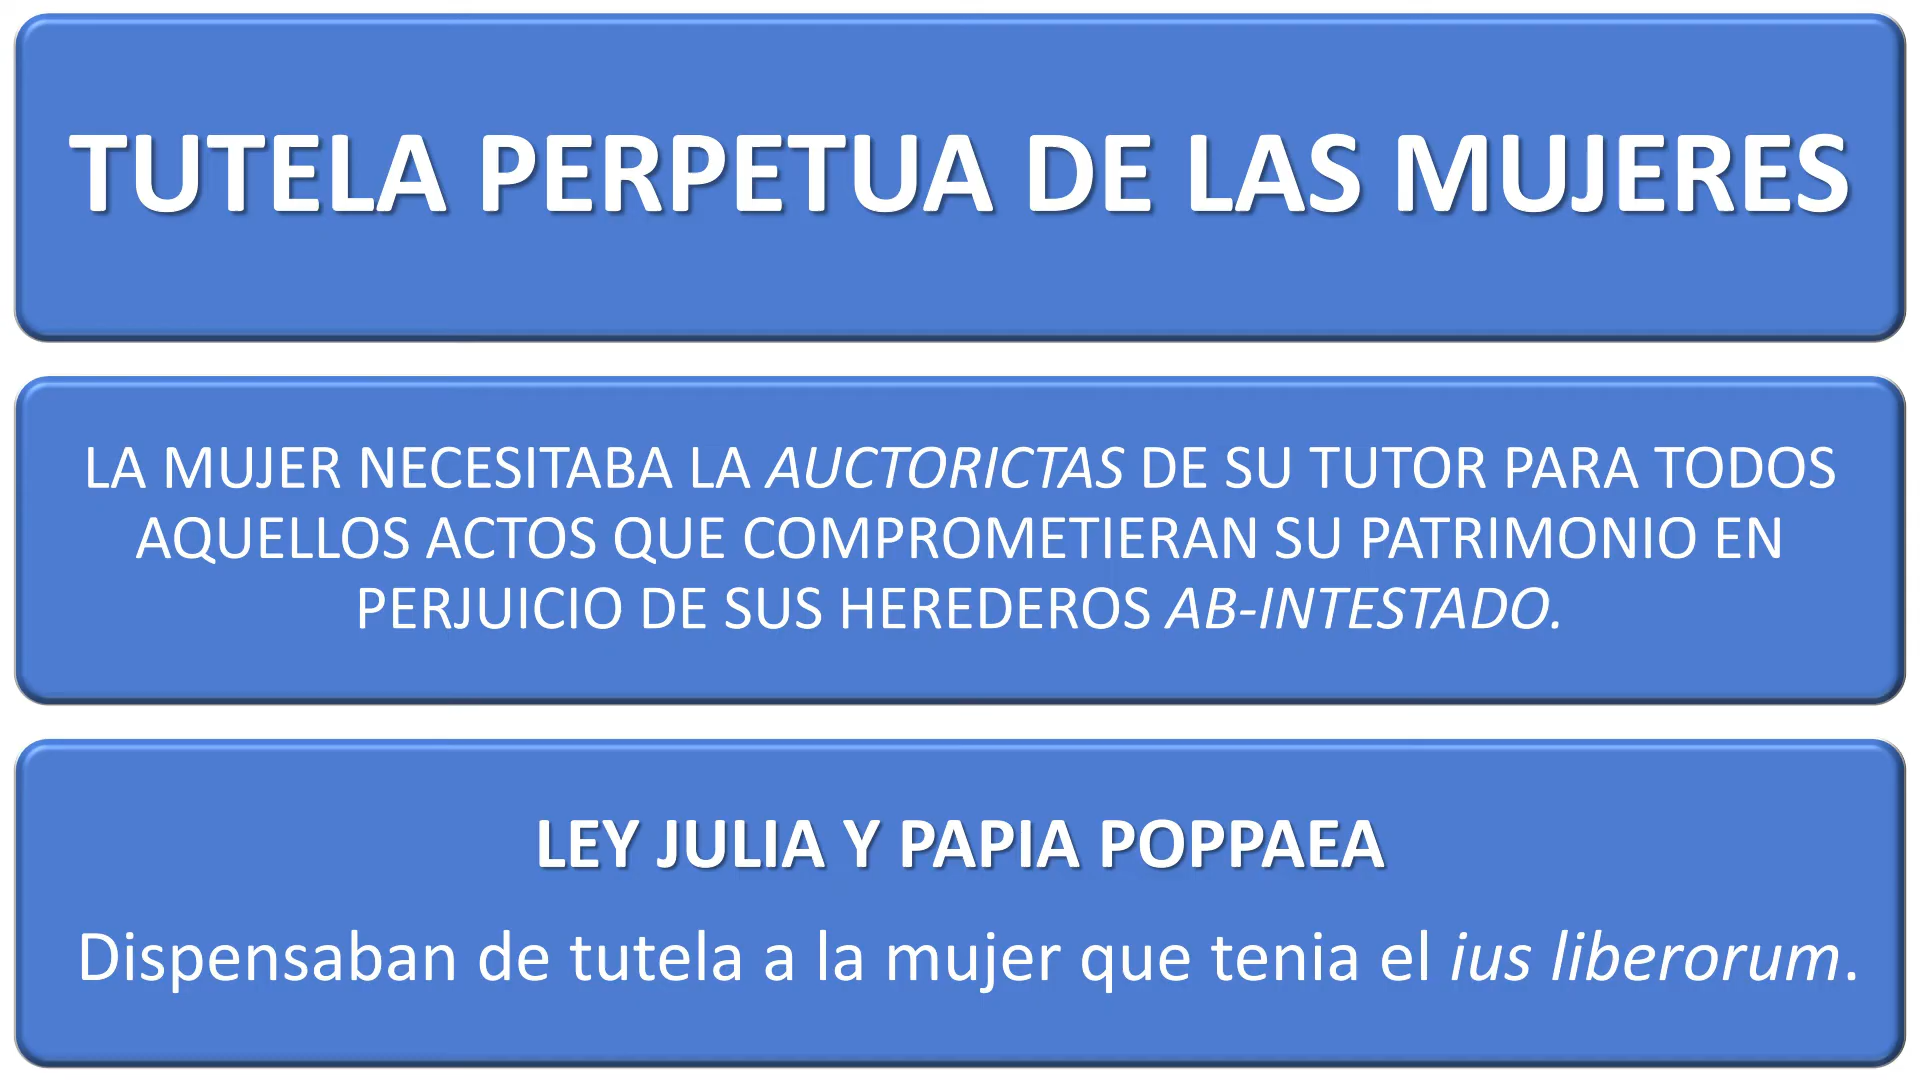 TUTELA PERPETUA DE LAS MUJERES
LA MUJER NECESITABA LA AUCTORICTAS DE SU TUTOR PARA TODOS
AQUELLOS ACTOS QUE COMPROMETIERAN SU PATRIMONIO EN
PERJUICIO DE SUS HEREDEROS AB-INTESTADO.
LEY JULIA Y PAPIA POPPAEA
Dispensaban de tutela a la mujer que tenia el ius liberorum.